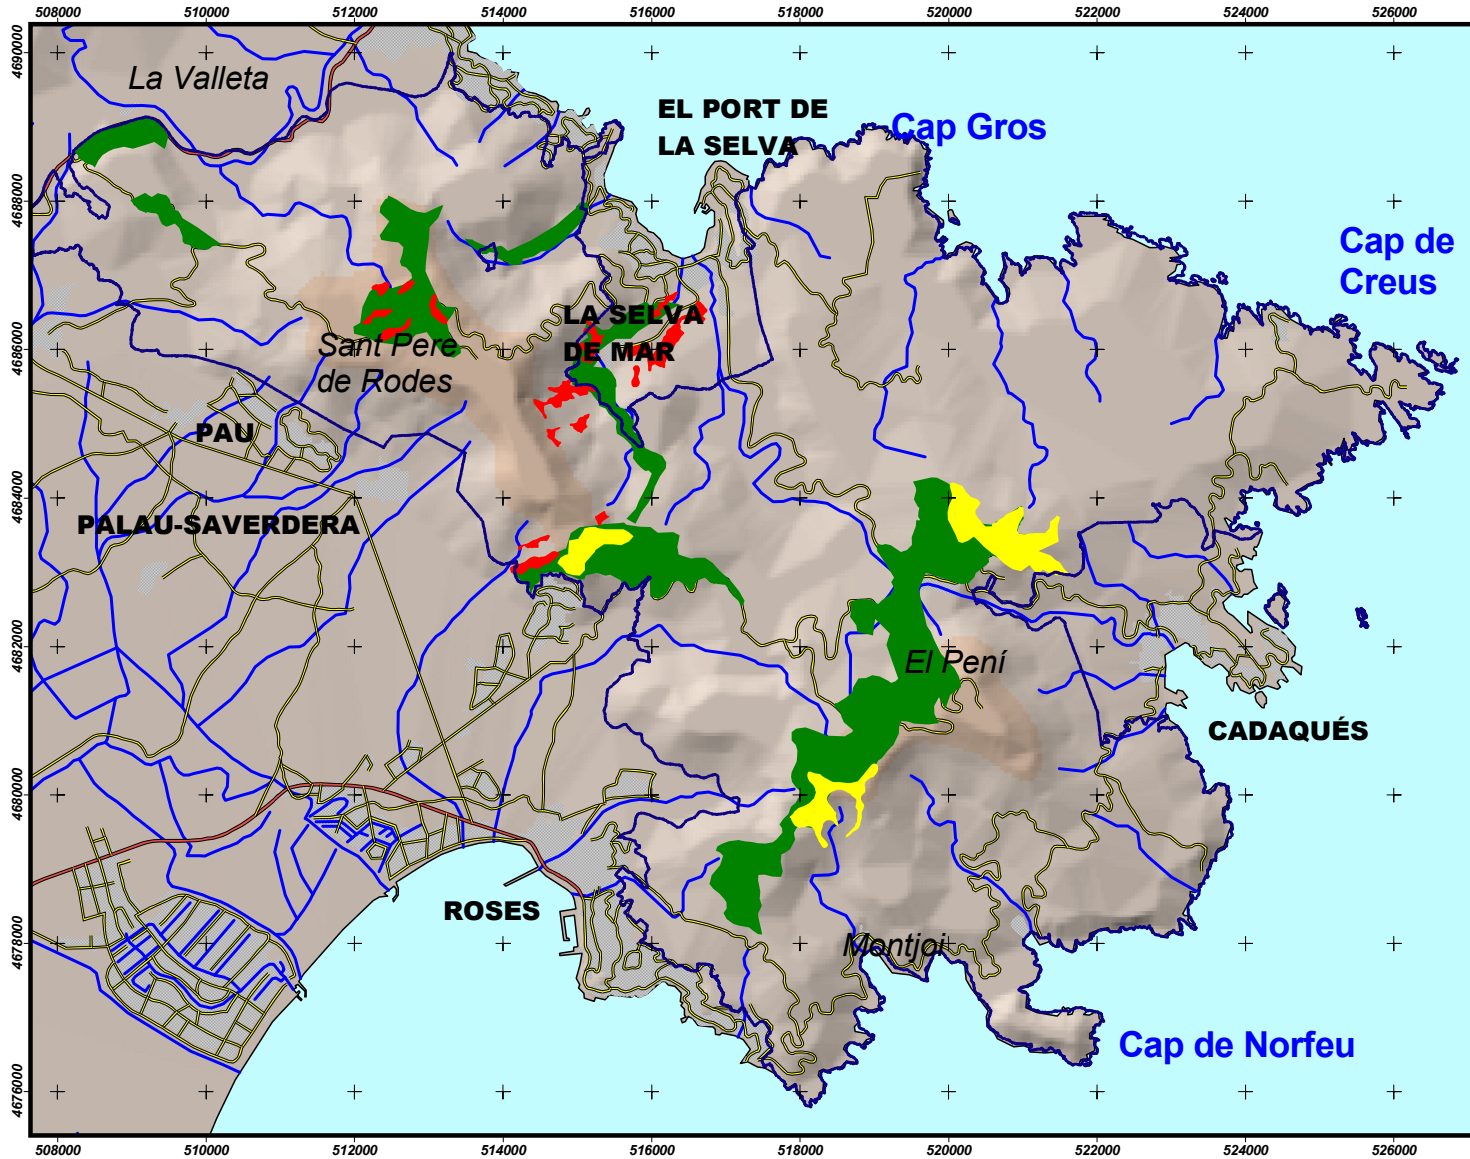 508000 510000 512000 514000 516000 518000 520000 522000 524000 526000
4690000
La Valleta
EL PORT DE
LA SELVA
Cap Gros
4688000
Cap de
Creus
LA SELVA
DE MAR
4686000
Sant Pere
de Rodes
PAU
4684000
PALAU-SAVERDERA
4682000
El Pení
CADAQUÉS
4680000
ROSES
4678000
Montjoi
Cap de Norfeu
4676000
508000 510000 512000 514000 516000 518000 520000 522000 524000 526000